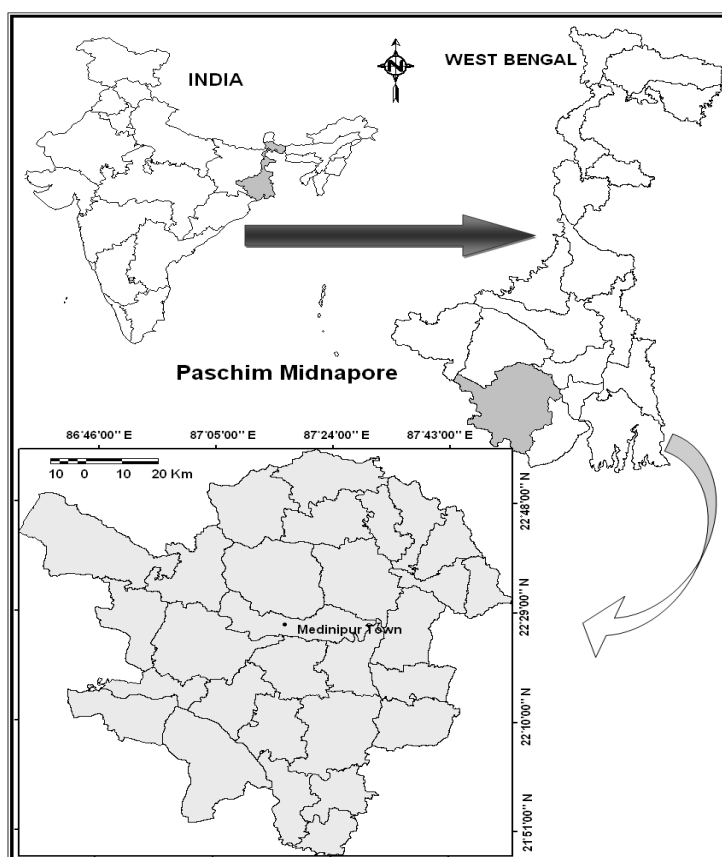 INDIA
N
WEST BENGAL
Paschim Midnapore
86°46'00'' E 87°05'00'' E 87°24'00'' E 87°43'00'' E
10 0 10 20 Km
22°48'00'' N
22°29'00'' N
Medinipur Town
22°10'00'' N
21°51'00'' N